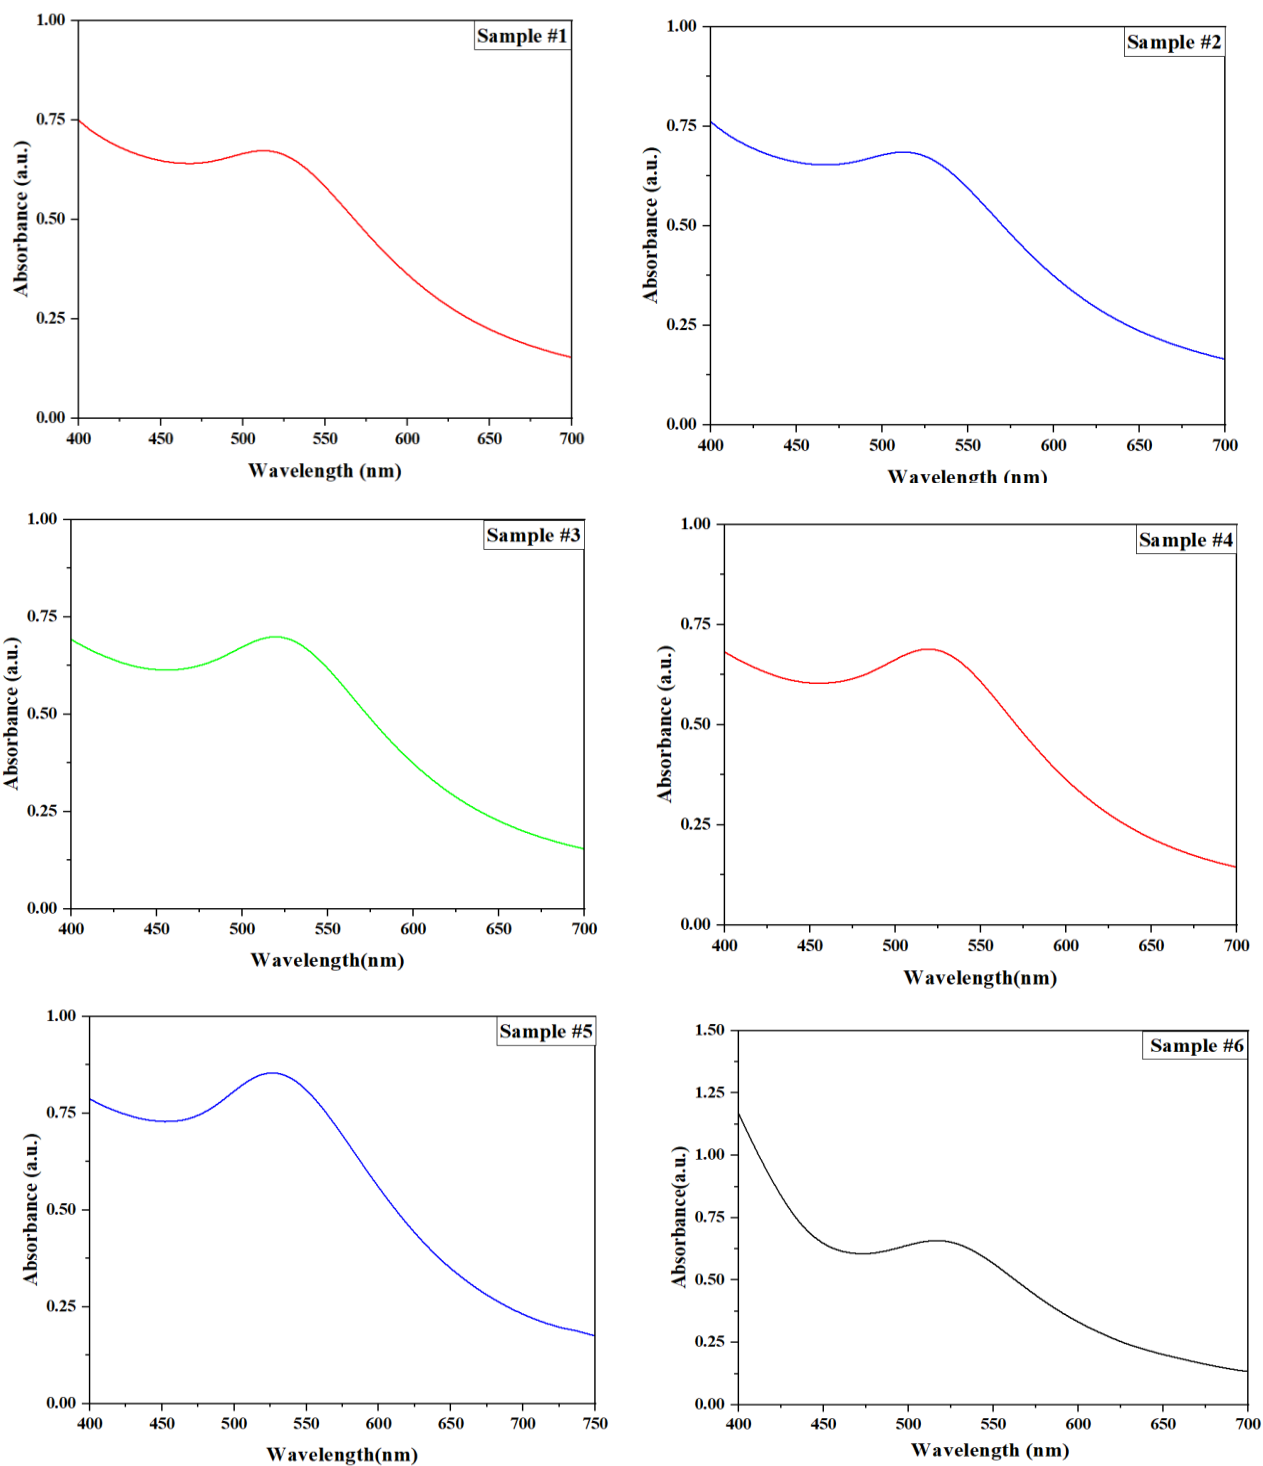 Sample #1
1.00
0.75
0.50
0.25
0.00
Absorbance (a.u.)
400 450 500 550 600 650 700
Wavelength (nm)
Sample #2
1.00
0.75
0.50
0.25
0.00
Absorbance (a.u.)
400 450 500 550 600 650 700
Wavelength (nm)
Sample #3
1.00
0.75
0.50
0.25
0.00
Absorbance (a.u.)
400 450 500 550 600 650 700
Wavelength(nm)
Sample #4
1.00
0.75
0.50
0.25
0.00
Absorbance (a.u.)
400 450 500 550 600 650 700
Wavelength(nm)
Sample #5
1.00
0.75
0.50
0.25
0.00
Absorbance (a.u.)
400 450 500 550 600 650 700 750
Wavelength(nm)
Sample #6
1.50
1.25
1.00
0.75
0.50
0.25
0.00
Absorbance(a.u.)
400 450 500 550 600 650 700
Wavelength (nm)